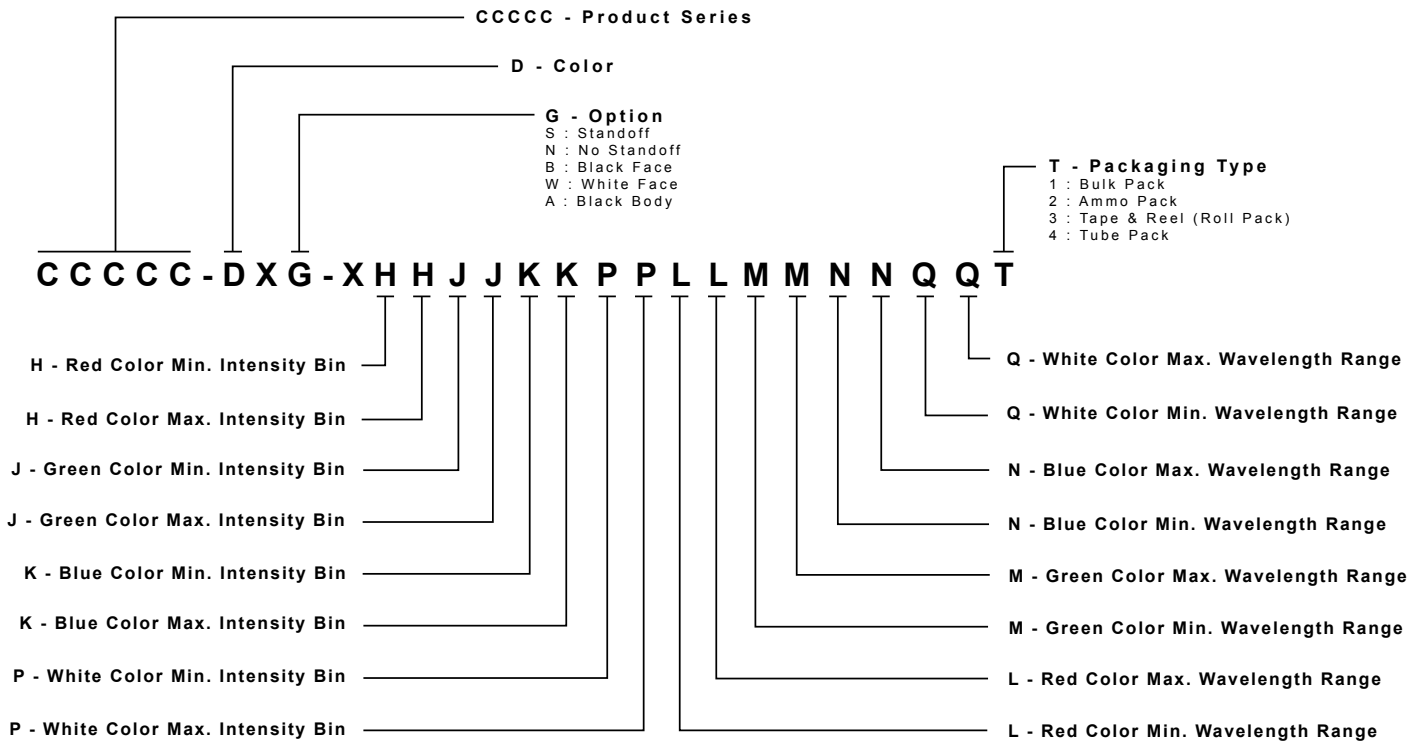 CCCCC - Product Series
D - Color
G - Option
S : Standoff
N : No Standoff
B : Black Face
W : White Face
A : Black Body
T - Packaging Type
1 : Bulk Pack
2 : Ammo Pack
3 : Tape & Reel (Roll Pack)
4 : Tube Pack
C C C C C - D X G - X H H J J K K P P L L M M N N Q Q T
H - Red Color Min. Intensity Bin
H - Red Color Max. Intensity Bin
J - Green Color Min. Intensity Bin
J - Green Color Max. Intensity Bin
K - Blue Color Min. Intensity Bin
K - Blue Color Max. Intensity Bin
P - White Color Min. Intensity Bin
P - White Color Max. Intensity Bin
Q - White Color Max. Wavelength Range
Q - White Color Min. Wavelength Range
N - Blue Color Max. Wavelength Range
N - Blue Color Min. Wavelength Range
M - Green Color Max. Wavelength Range
M - Green Color Min. Wavelength Range
L - Red Color Max. Wavelength Range
L - Red Color Min. Wavelength Range